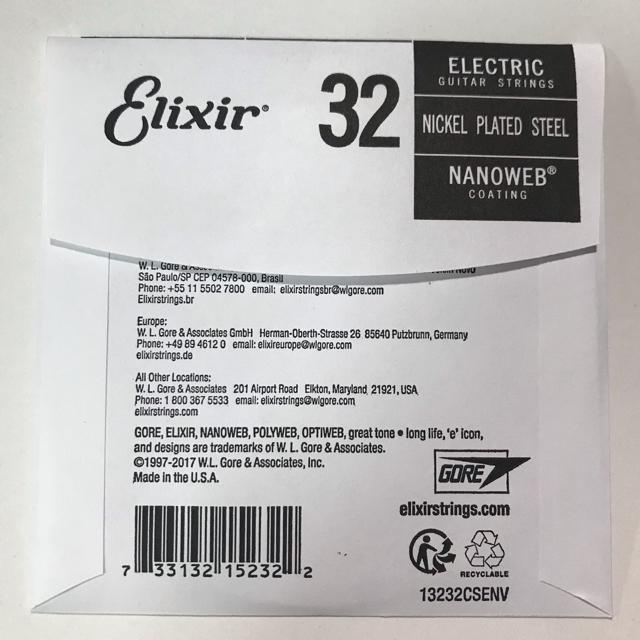 Elixir®
32
ELECTRIC
GUITAR STRINGS
NICKEL PLATED STEEL
NANOWEB®
COATING
W. L. Gore &
São Paulo/SP CEP 04578-000, Brasil
Phone: +55 11 5502 7800 email: elixirstringsbr@wlgore.com
Elixirstrings.br
Europe:
W. L. Gore & Associates GmbH Herman-Oberth-Strasse 26 85640 Putzbrunn, Germany
Phone: +49 89 4612 0 email: elixireurope@wlgore.com
elixirstrings.de
All Other Locations:
W. L. Gore & Associates 201 Airport Road Elkton, Maryland 21921, USA
Phone: 1 800 367 5533 email: elixirstrings@wlgore.com
elixirstrings.com
GORE, ELIXIR, NANOWEB, POLYWEB, OPTIWEB, great tone • long life, 'e' icon,
and designs are trademarks of W. L. Gore & Associates.
©1997-2017 W.L. Gore & Associates, Inc.
Made in the U.S.A.
GORE
elixirstrings.com
RECYCLABLE
7 33132 15232 2
13232CSENV